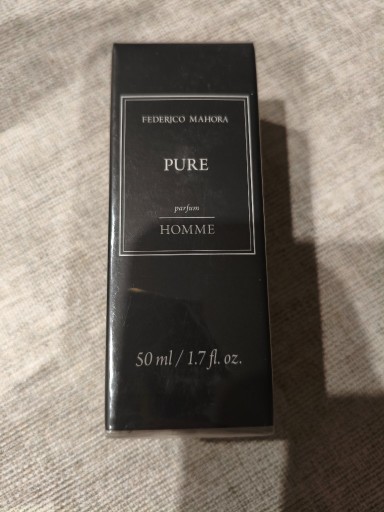 FEDERICO MAHORA
PURE
parfum
HOMME
50 ml / 1.7 fl. oz.